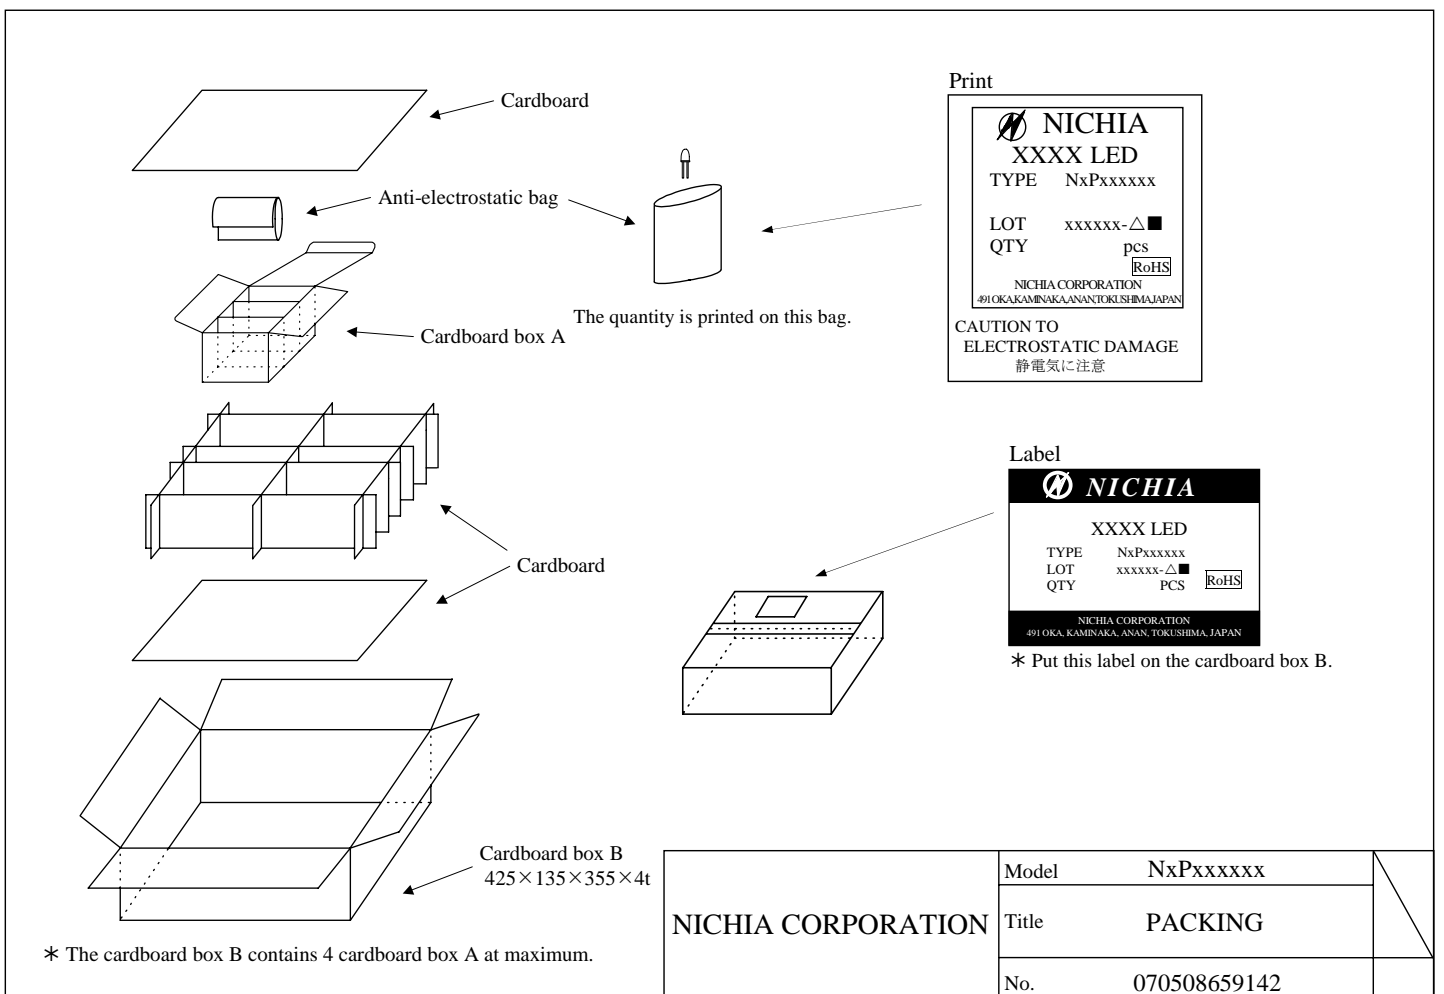 Cardboard
Anti-electrostatic bag
Cardboard box A
The quantity is printed on this bag.
Print
NICHIA
XXXX LED
TYPE NxPxxxxxx
LOT xxxxxx-△■
QTY pcs
RoHS
NICHIA CORPORATION
491 OKA,KAMINAKA,ANAN,TOKUSHIMA,JAPAN
CAUTION TO
ELECTROSTATIC DAMAGE
静電気に注意
Cardboard
Label
NICHIA
XXXX LED
TYPE NxPxxxxxx
LOT xxxxxx-△■
QTY PCS
RoHS
NICHIA CORPORATION
491 OKA, KAMINAKA, ANAN, TOKUSHIMA, JAPAN
＊ Put this label on the cardboard box B.
Cardboard box B
425×135×355×4t
＊ The cardboard box B contains 4 cardboard box A at maximum.
NICHIA CORPORATION
Model NxPxxxxxx
Title PACKING
No. 070508659142